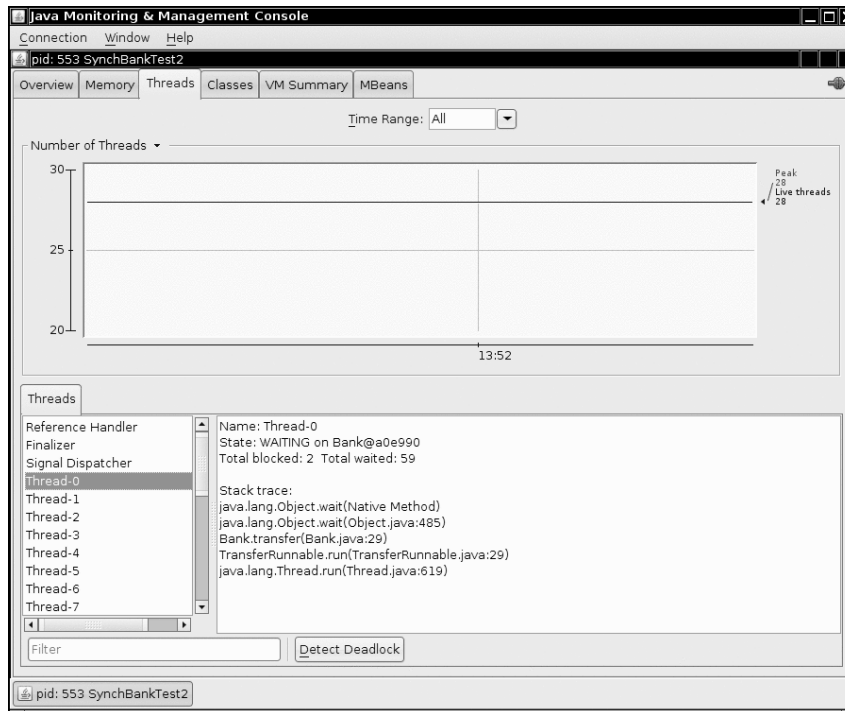 Java Monitoring & Management Console
Connection Window Help
pid: 553 SynchBankTest2
Overview Memory Threads Classes VM Summary MBeans
Time Range: All
Number of Threads
30
25
20
Peak
28
Live threads
28
13:52
Threads
Reference Handler
Finalizer
Signal Dispatcher
Thread-0
Thread-1
Thread-2
Thread-3
Thread-4
Thread-5
Thread-6
Thread-7
Name: Thread-0
State: WAITING on Bank@a0e990
Total blocked: 2 Total waited: 59
Stack trace:
java.lang.Object.wait(Native Method)
java.lang.Object.wait(Object.java:485)
Bank.transfer(Bank.java:29)
TransferRunnable.run(TransferRunnable.java:29)
java.lang.Thread.run(Thread.java:619)
Filter
Detect Deadlock
pid: 553 SynchBankTest2